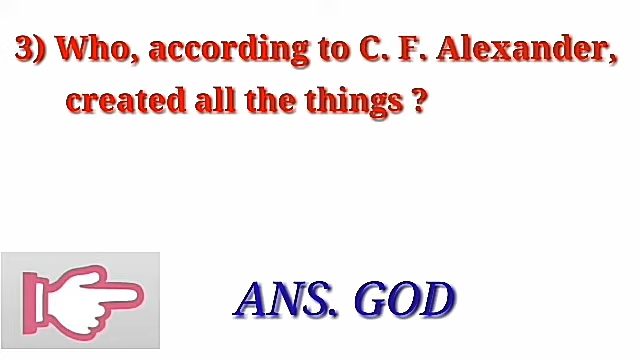 3) Who, according to C. F. Alexander,
created all the things ?
ANS. GOD